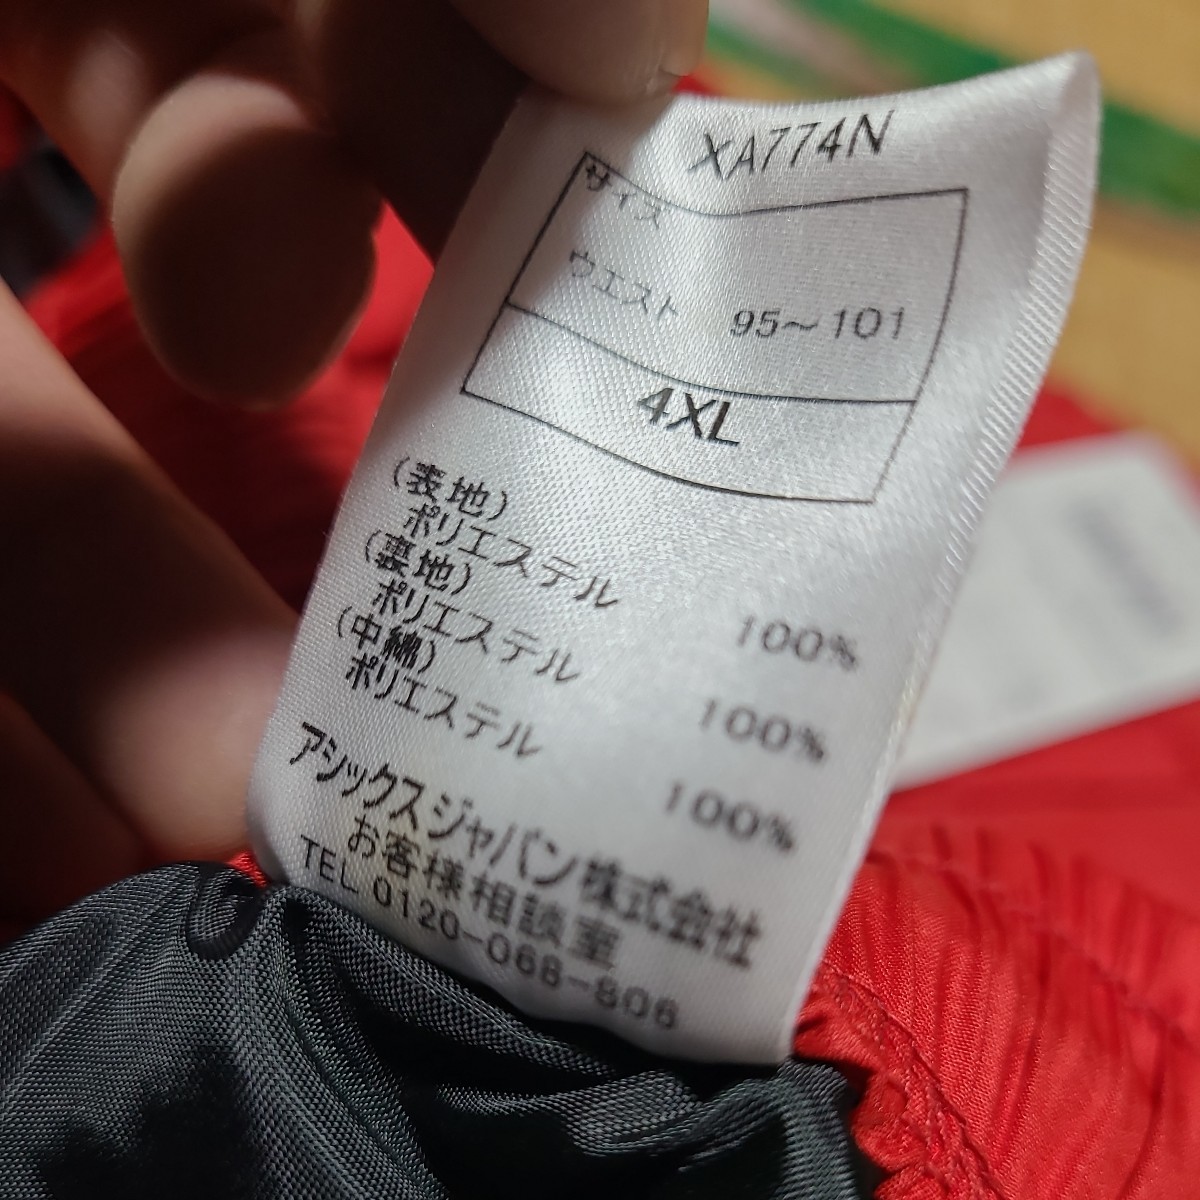 XA774N
サイズ
ウエスト 95～101
4XL
(表地)
ポリエステル 100%
(裏地)
ポリエステル 100%
(中綿)
ポリエステル 100%
アシックスジャパン株式会社
お客様相談室
TEL 0120-068-806